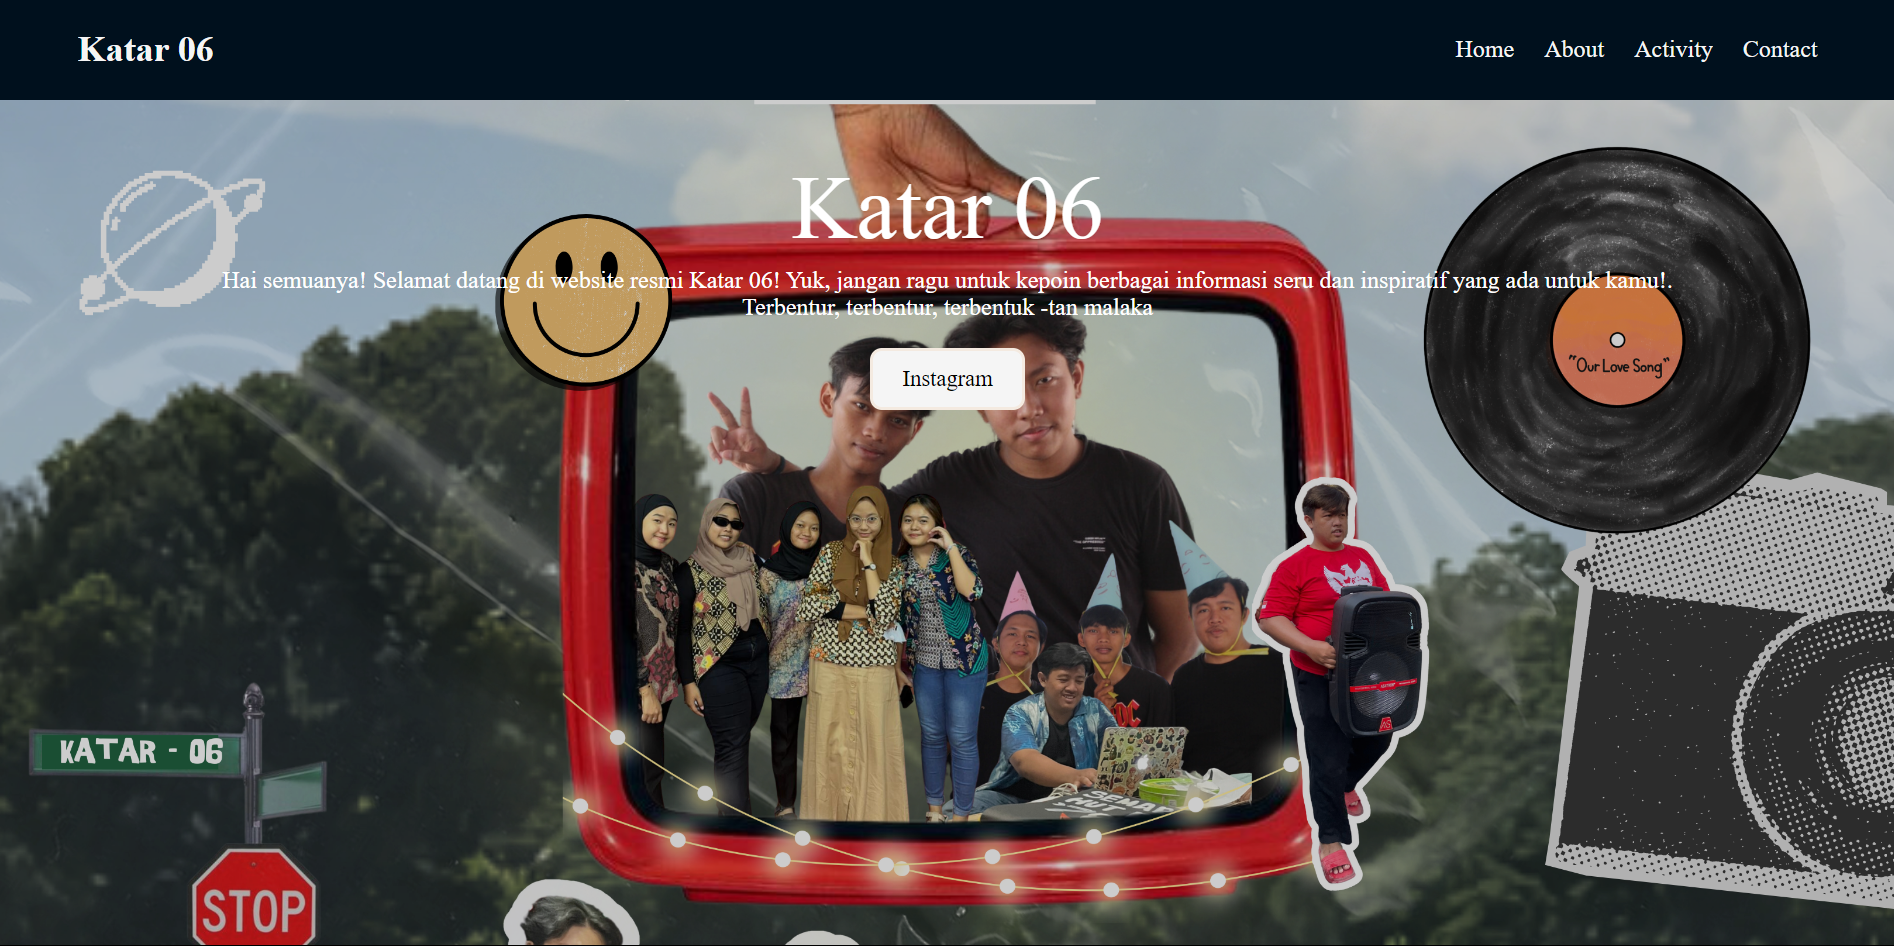 Katar 06
Home About Activity Contact
Katar 06
Hai semuanya! Selamat datang di website resmi Katar 06! Yuk, jangan ragu untuk kepoin berbagai informasi seru dan inspiratif yang ada untuk kamu!.
Terbentur, terbentur, terbentuk -tan malaka
Instagram
"Our Love Song"
KATAR - 06
STOP